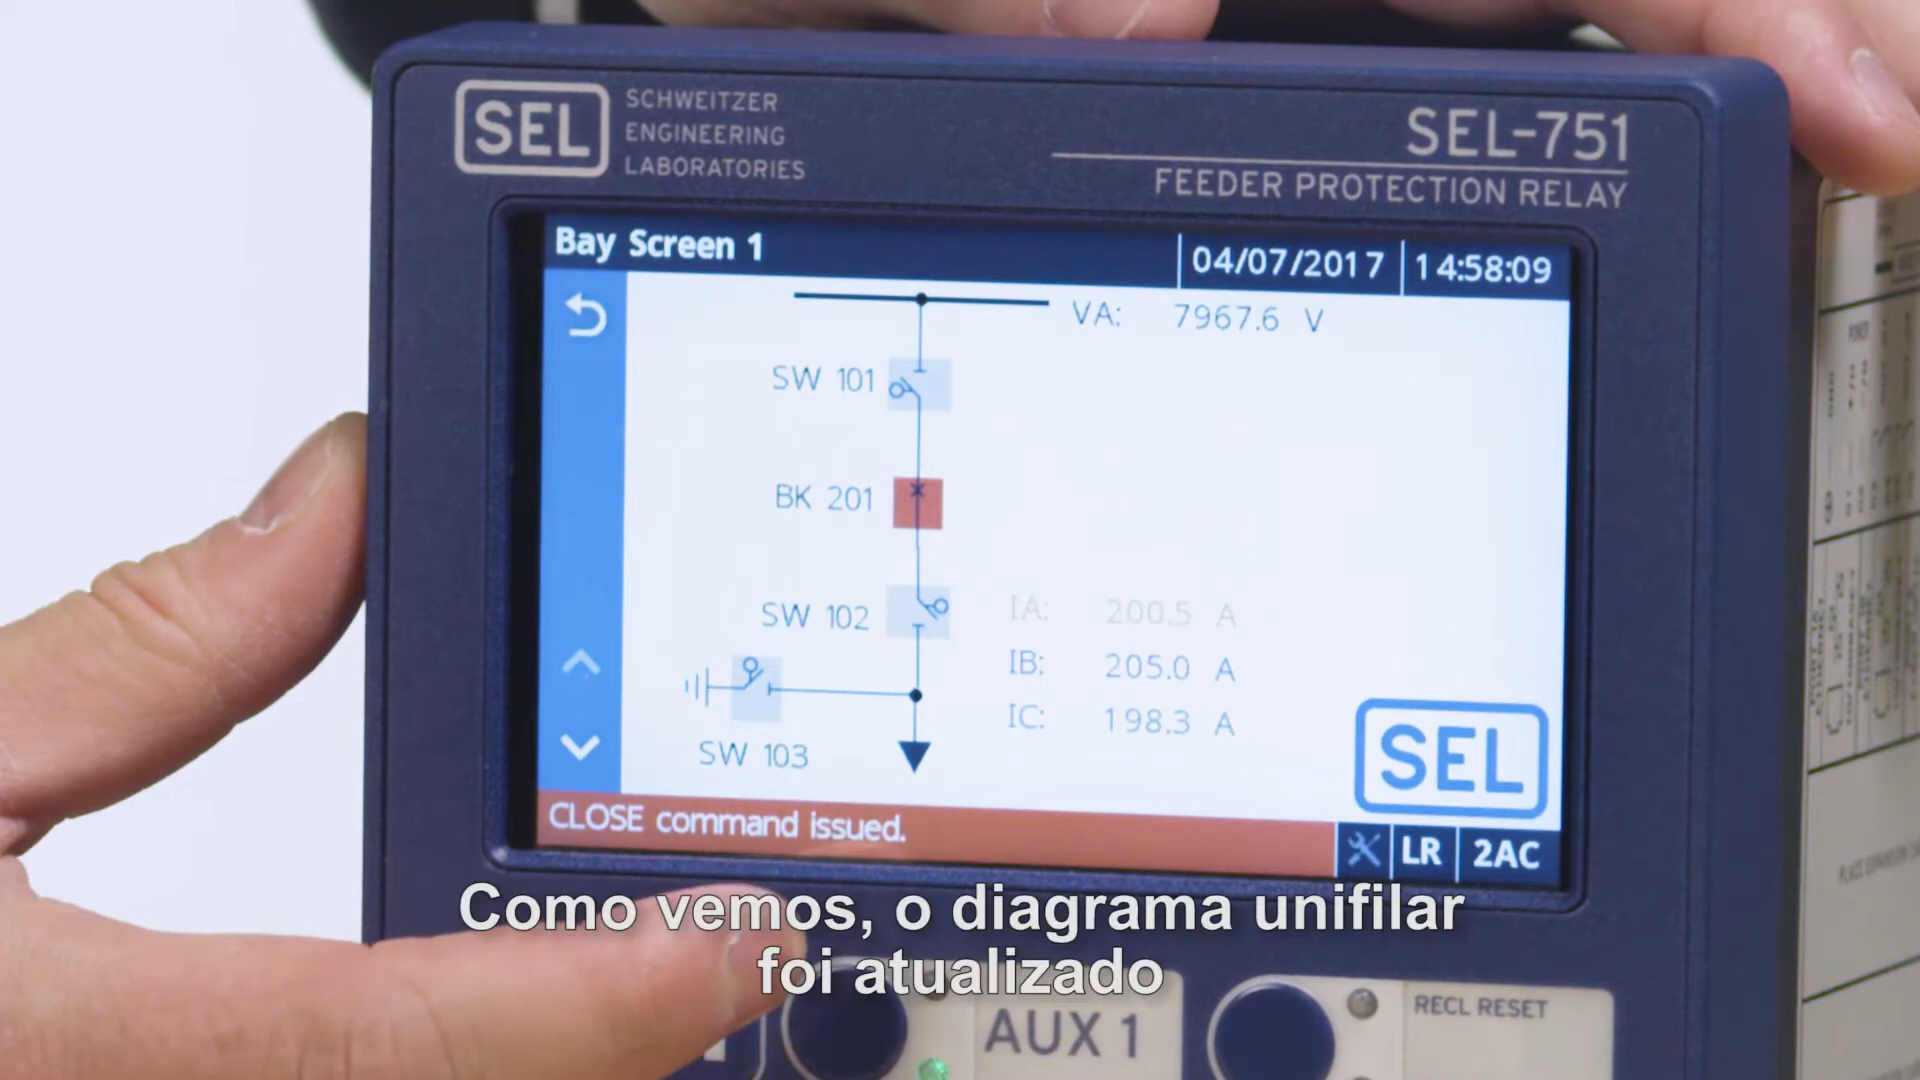 SEL
SCHWEITZER
ENGINEERING
LABORATORIES
SEL-751
FEEDER PROTECTION RELAY
Bay Screen 1
04/07/2017
14:58:09
VA: 7967.6 V
SW 101
BK 201
SW 102
IA: 200.5 A
IB: 205.0 A
IC: 198.3 A
SW 103
SEL
CLOSE command issued.
LR
2AC
Como vemos, o diagrama unifilar
foi atualizado
AUX 1
RECL RESET